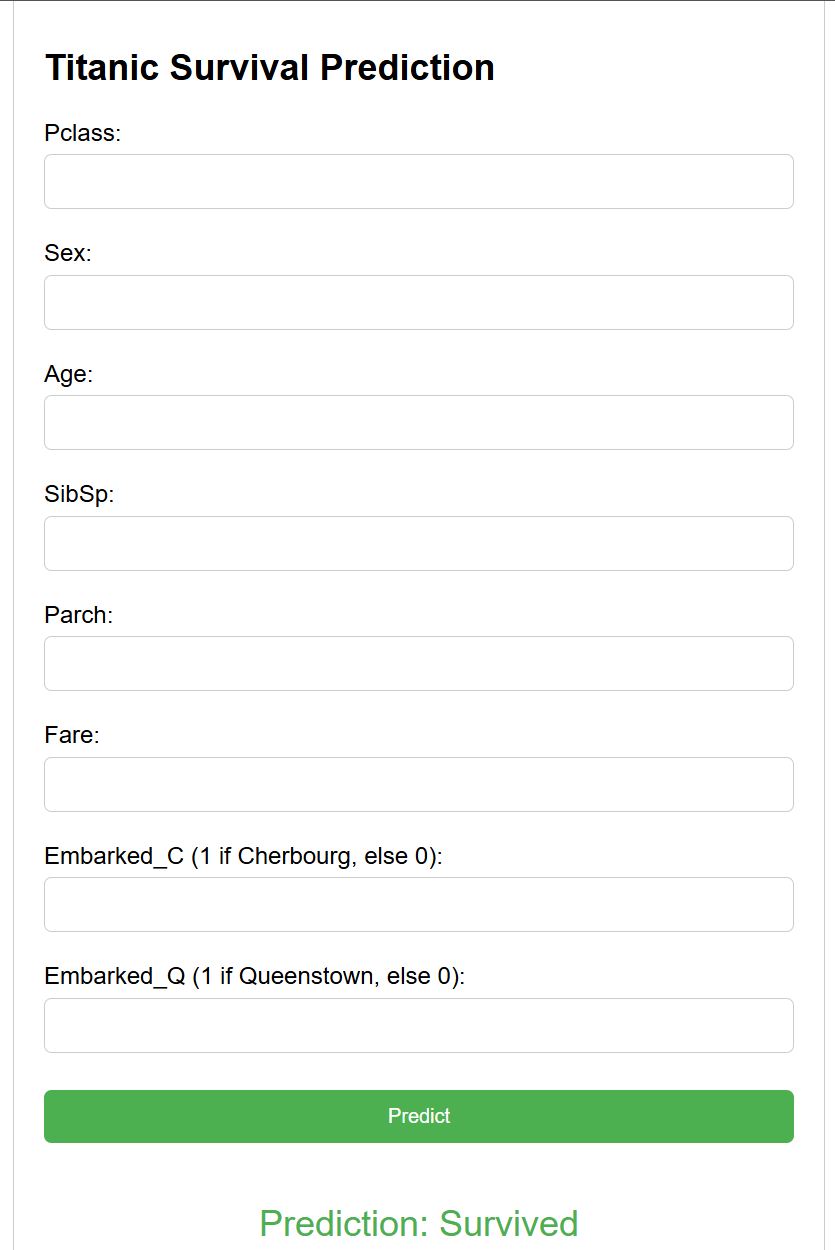 Titanic Survival Prediction
Pclass:
Sex:
Age:
SibSp:
Parch:
Fare:
Embarked_C (1 if Cherbourg, else 0):
Embarked_Q (1 if Queenstown, else 0):
Predict
Prediction: Survived